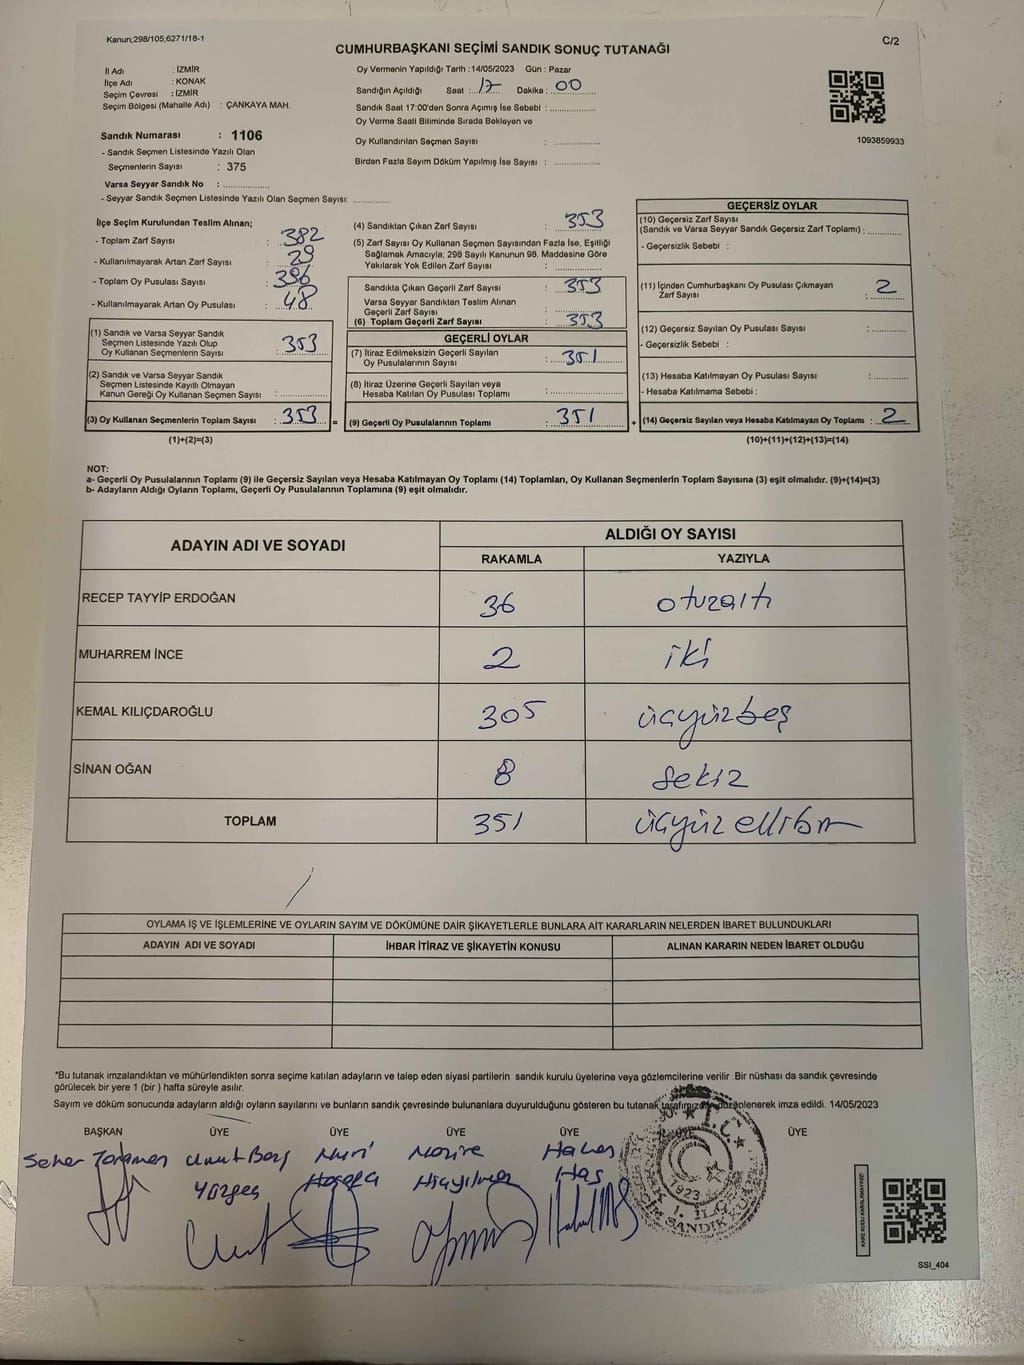 Kanun;298/105;6271/18-1
CUMHURBAŞKANI SEÇİMİ SANDIK SONUÇ TUTANAĞI
C/2
İl Adı : İZMİR
İlçe Adı : KONAK
Seçim Çevresi : İZMİR
Seçim Bölgesi (Mahalle Adı) : ÇANKAYA MAH.
Oy Vermenin Yapıldığı Tarih :14/05/2023 Gün : Pazar
Sandığın Açıldığı Saat :17 Dakika : 00
Sandık Saat 17:00'den Sonra Açımış İse Sebebi :
Oy Verme Saati Bitiminde Sırada Bekleyen ve
Oy Kullandırılan Seçmen Sayısı :
Birden Fazla Sayım Döküm Yapılmış İse Sayısı :
1093859933
Sandık Numarası : 1106
- Sandık Seçmen Listesinde Yazılı Olan
Seçmenlerin Sayısı : 375
Varsa Seyyar Sandık No :
- Seyyar Sandık Seçmen Listesinde Yazılı Olan Seçmen Sayısı:
İlçe Seçim Kurulundan Teslim Alınan;
- Toplam Zarf Sayısı : 382
- Kullanılmayarak Artan Zarf Sayısı : 29
- Toplam Oy Pusulası Sayısı : 396
- Kullanılmayarak Artan Oy Pusulası : 48
(1) Sandık ve Varsa Seyyar Sandık
Seçmen Listesinde Yazılı Olup
Oy Kullanan Seçmenlerin Sayısı : 353
(2) Sandık ve Varsa Seyyar Sandık
Seçmen Listesinde Kayıtlı Olmayan
Kanun Gereği Oy Kullanan Seçmen Sayısı :
(3) Oy Kullanan Seçmenlerin Toplam Sayısı : 353
=
(1)+(2)=(3)
(4) Sandıktan Çıkan Zarf Sayısı : 353
(5) Zarf Sayısı Oy Kullanan Seçmen Sayısından Fazla İse, Eşitliği
Sağlamak Amacıyla; 298 Sayılı Kanunun 98. Maddesine Göre
Yakılarak Yok Edilen Zarf Sayısı :
Sandıkta Çıkan Geçerli Zarf Sayısı : 353
Varsa Seyyar Sandıktan Teslim Alınan
Geçerli Zarf Sayısı :
(6) Toplam Geçerli Zarf Sayısı : 353
GEÇERLİ OYLAR
(7) İtiraz Edilmeksizin Geçerli Sayılan
Oy Pusulalarının Sayısı : 351
(8) İtiraz Üzerine Geçerli Sayılan veya
Hesaba Katılan Oy Pusulası Toplamı :
(9) Geçerli Oy Pusulalarının Toplamı : 351
+
GEÇERSİZ OYLAR
(10) Geçersiz Zarf Sayısı
(Sandık ve Varsa Seyyar Sandık Geçersiz Zarf Toplamı) :
- Geçersizlik Sebebi :
(11) İçinden Cumhurbaşkanı Oy Pusulası Çıkmayan
Zarf Sayısı : 2
(12) Geçersiz Sayılan Oy Pusulası Sayısı :
- Geçersizlik Sebebi :
(13) Hesaba Katılmayan Oy Pusulası Sayısı :
- Hesaba Katılmama Sebebi :
(14) Geçersiz Sayılan veya Hesaba Katılmayan Oy Toplamı : 2
(10)+(11)+(12)+(13)=(14)
NOT:
a- Geçerli Oy Pusulalarının Toplamı (9) ile Geçersiz Sayılan veya Hesaba Katılmayan Oy Toplamı (14) Toplamları, Oy Kullanan Seçmenlerin Toplam Sayısına (3) eşit olmalıdır. (9)+(14)=(3)
b- Adayların Aldığı Oyların Toplamı, Geçerli Oy Pusulalarının Toplamına (9) eşit olmalıdır.
ADAYIN ADI VE SOYADI
ALDIĞI OY SAYISI
RAKAMLA YAZIYLA
RECEP TAYYİP ERDOĞAN 36 otuzaltı
MUHARREM İNCE 2 iki
KEMAL KILIÇDAROĞLU 305 üçyüzbeş
SİNAN OĞAN 8 sekiz
TOPLAM 351 üçyüz ellibir
OYLAMA İŞ VE İŞLEMLERİNE VE OYLARIN SAYIM VE DÖKÜMÜNE DAİR ŞİKAYETLERLE BUNLARA AİT KARARLARIN NELERDEN İBARET BULUNDUKLARI
ADAYIN ADI VE SOYADI İHBAR İTİRAZ VE ŞİKAYETİN KONUSU ALINAN KARARIN NEDEN İBARET OLDUĞU
*Bu tutanak imzalandıktan ve mühürlendikten sonra seçime katılan adayların ve talep eden siyasi partilerin sandık kurulu üyelerine veya gözlemcilerine verilir .Bir nüshası da sandık çevresinde
görülecek bir yere 1 (bir ) hafta süreyle asılır.
Sayım ve döküm sonucunda adayların aldığı oyların sayılarını ve bunların sandık çevresinde bulunanlara duyurulduğunu gösteren bu tutanak tarafımızca düzenlenerek imza edildi. 14/05/2023
BAŞKAN ÜYE ÜYE ÜYE ÜYE ÜYE ÜYE
Seher Nuri
T.C.
1923
KARE KODU KARALAMAYINIZ!
SSI_404